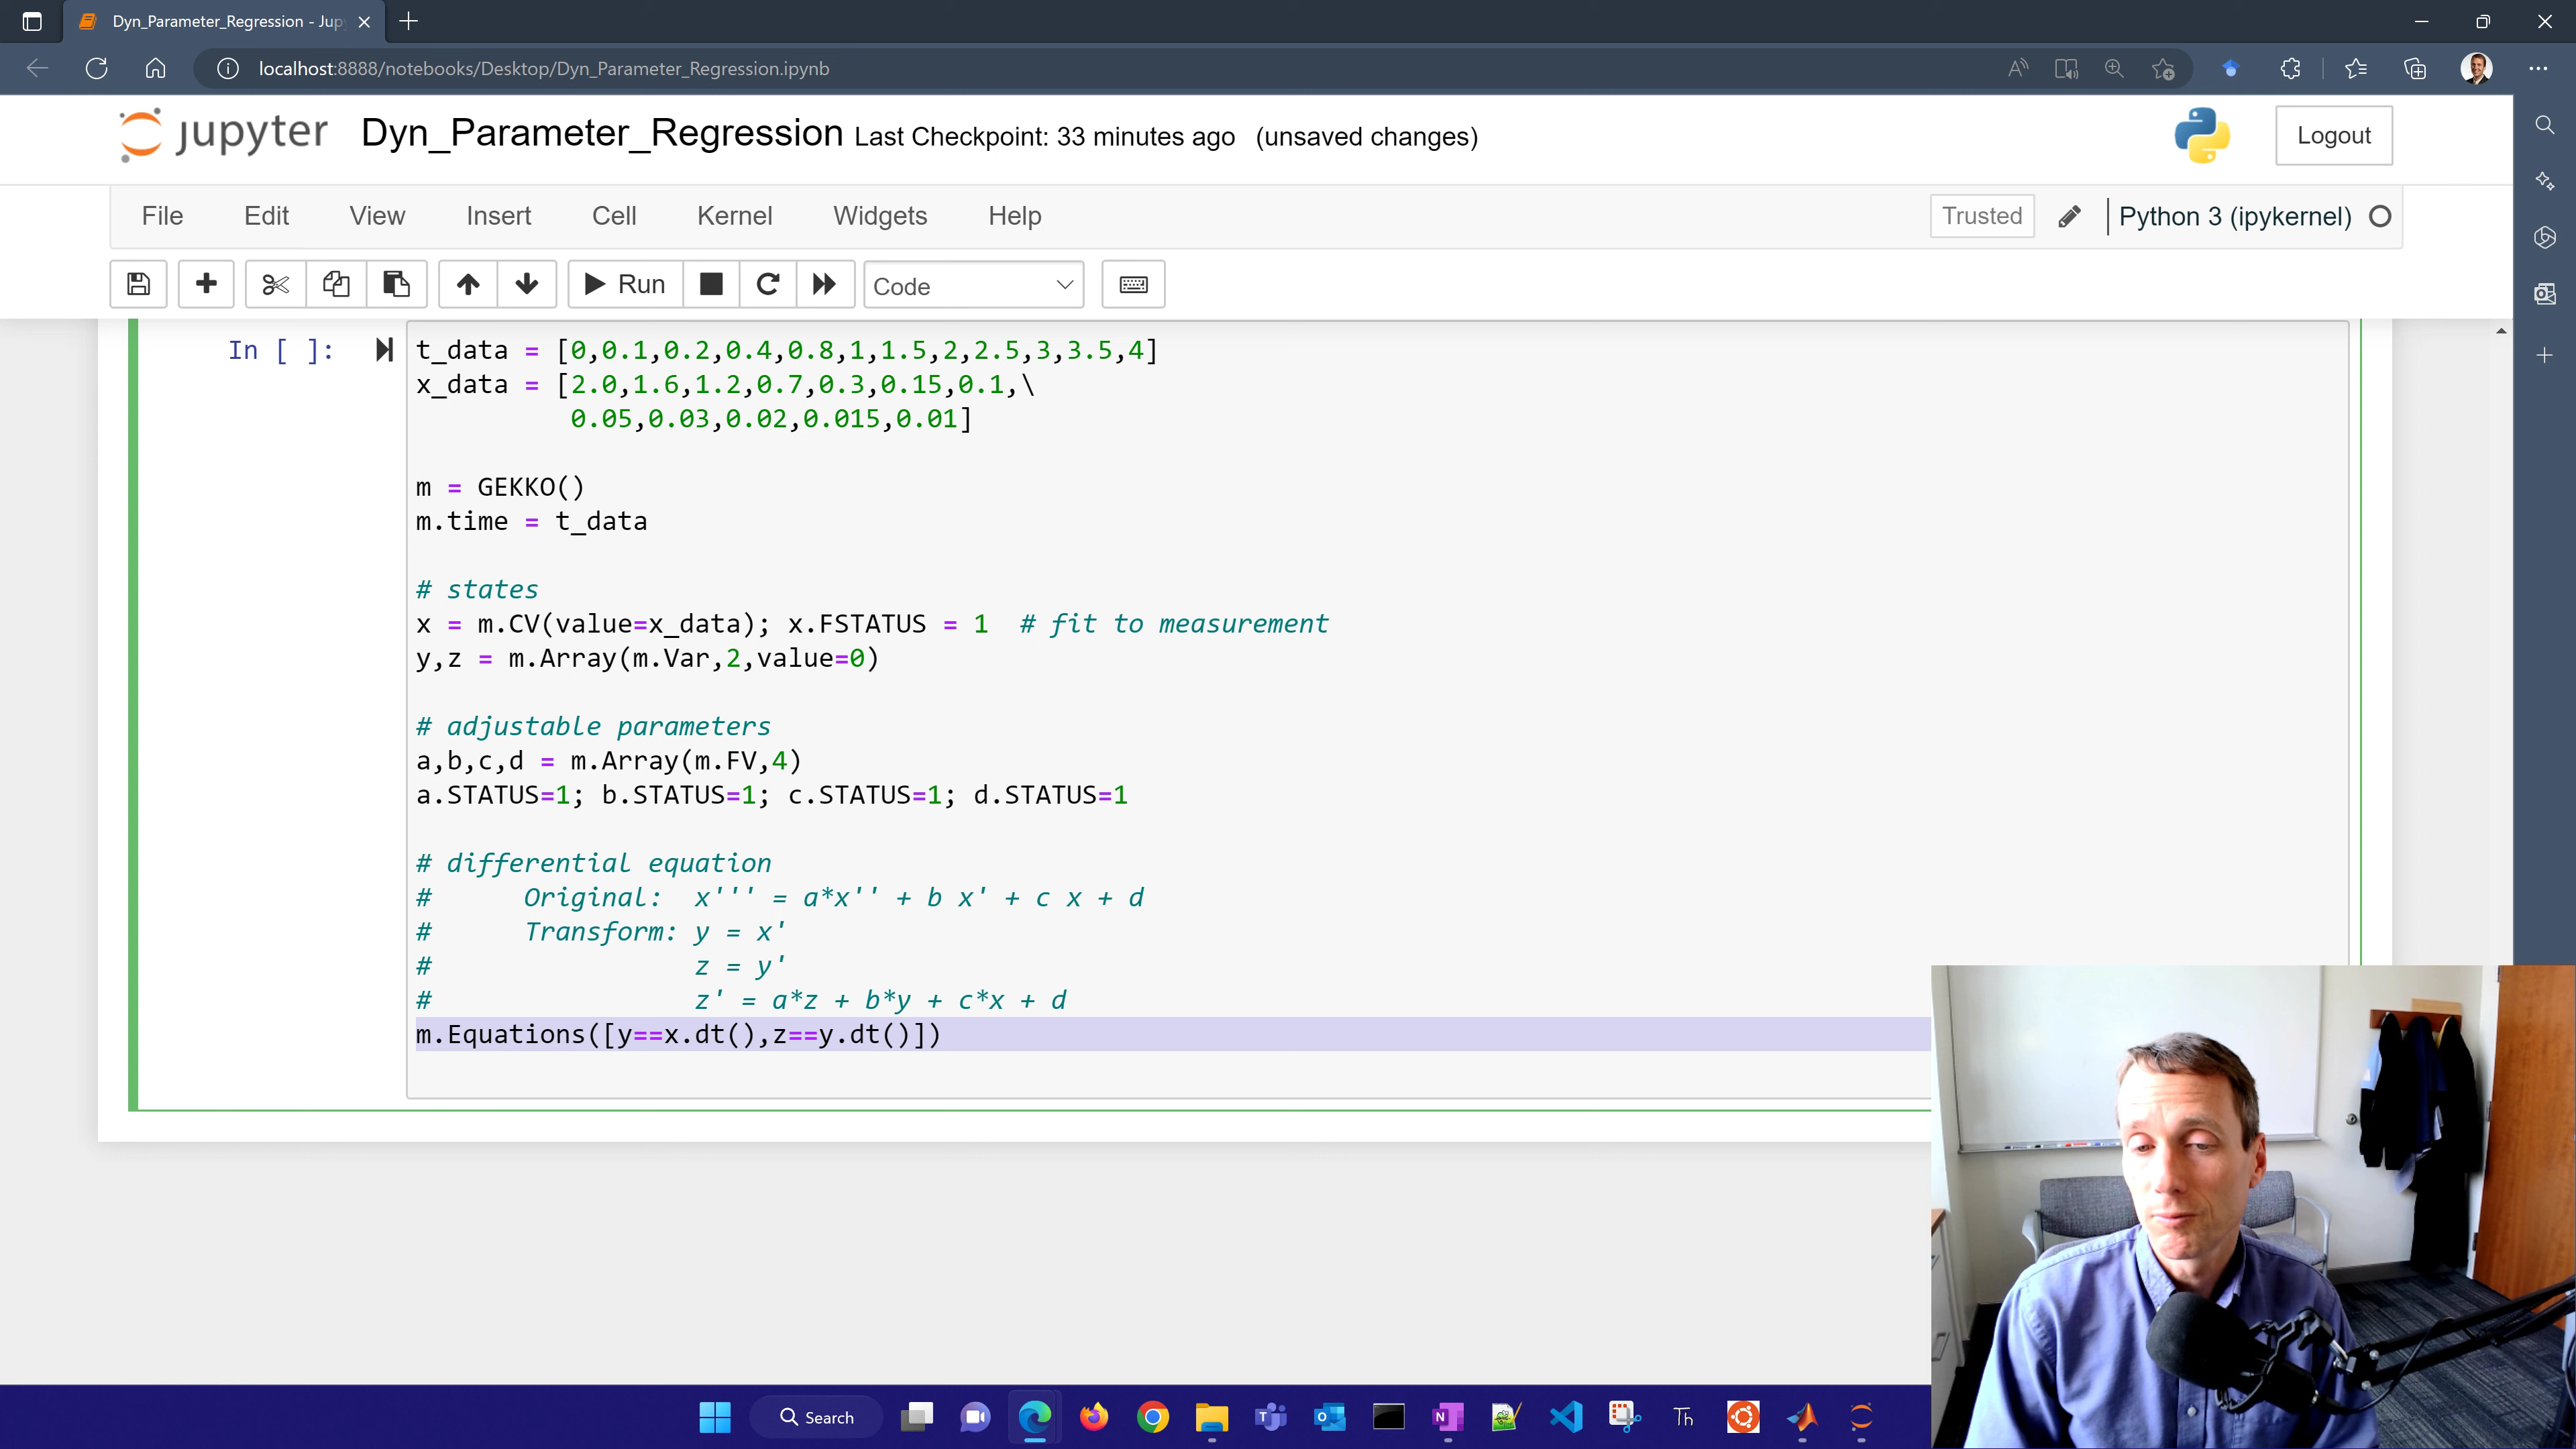 Dyn_Parameter_Regression - Jup
localhost:8888/notebooks/Desktop/Dyn_Parameter_Regression.ipynb
jupyter Dyn_Parameter_Regression Last Checkpoint: 33 minutes ago (unsaved changes)
Logout
File Edit View Insert Cell Kernel Widgets Help
Trusted Python 3 (ipykernel)
Run Code
In [ ]:
t_data = [0,0.1,0.2,0.4,0.8,1,1.5,2,2.5,3,3.5,4]
x_data = [2.0,1.6,1.2,0.7,0.3,0.15,0.1,\
0.05,0.03,0.02,0.015,0.01]
m = GEKKO()
m.time = t_data
# states
x = m.CV(value=x_data); x.FSTATUS = 1 # fit to measurement
y,z = m.Array(m.Var,2,value=0)
# adjustable parameters
a,b,c,d = m.Array(m.FV,4)
a.STATUS=1; b.STATUS=1; c.STATUS=1; d.STATUS=1
# differential equation
# Original: x''' = a*x'' + b x' + c x + d
# Transform: y = x'
# z = y'
# z' = a*z + b*y + c*x + d
m.Equations([y==x.dt(),z==y.dt()])
Search
Th